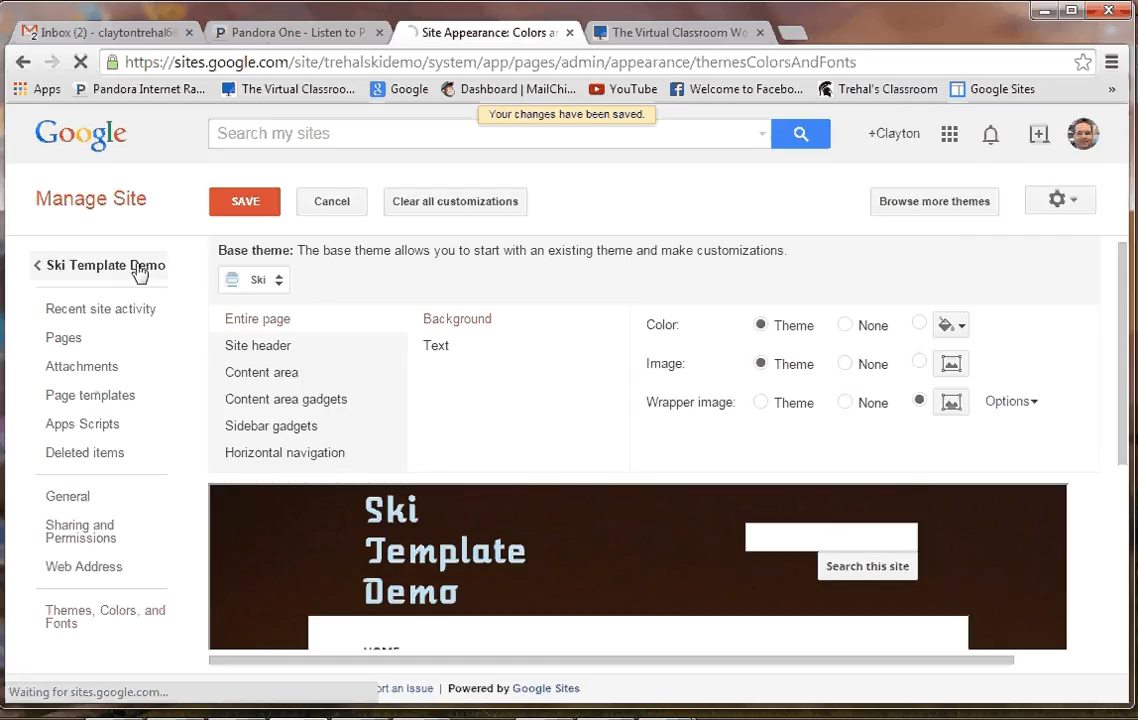 Inbox (2) - claytontrehal6
Pandora One - Listen to P
Site Appearance: Colors a
The Virtual Classroom Wo
https://sites.google.com/site/trehalskidemo/system/app/pages/admin/appearance/themesColorsAndFonts
Apps
Pandora Internet Ra...
The Virtual Classroo...
Google
Dashboard | MailChi...
YouTube
Welcome to Facebo...
Trehal's Classroom
Google Sites
»
Your changes have been saved.
Google
Search my sites
+Clayton
Manage Site
SAVE
Cancel
Clear all customizations
Browse more themes
Ski Template Demo
Recent site activity
Pages
Attachments
Page templates
Apps Scripts
Deleted items
General
Sharing and
Permissions
Web Address
Themes, Colors, and
Fonts
Base theme: The base theme allows you to start with an existing theme and make customizations.
Ski
Entire page
Site header
Content area
Content area gadgets
Sidebar gadgets
Horizontal navigation
Background
Text
Color:
Theme
None
Image:
Theme
None
Wrapper image:
Theme
None
Options
Ski
Template
Demo
Search this site
HOME
Waiting for sites.google.com...
ort an Issue | Powered by Google Sites